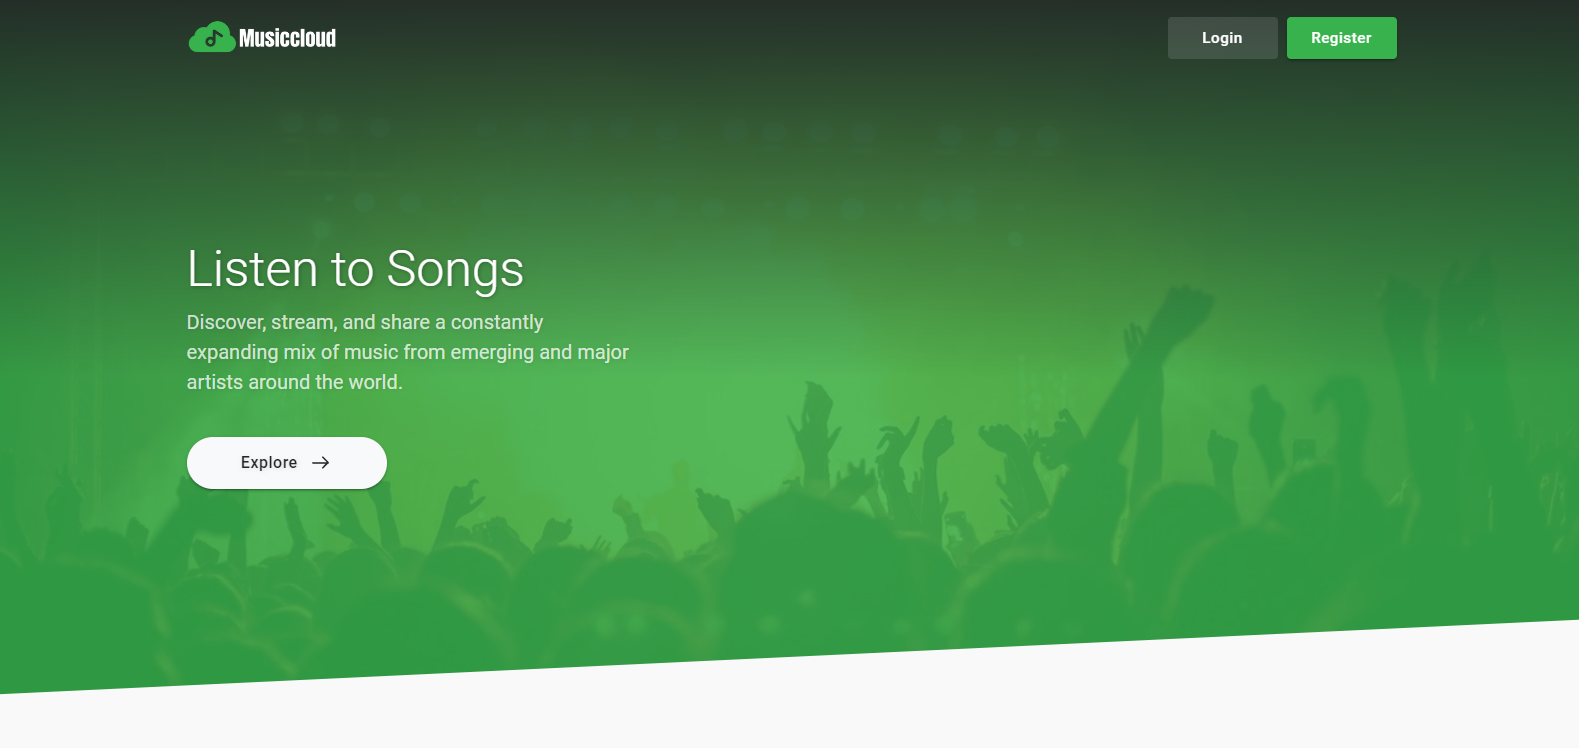 Musiccloud
Login
Register
Listen to Songs
Discover, stream, and share a constantly
expanding mix of music from emerging and major
artists around the world.
Explore